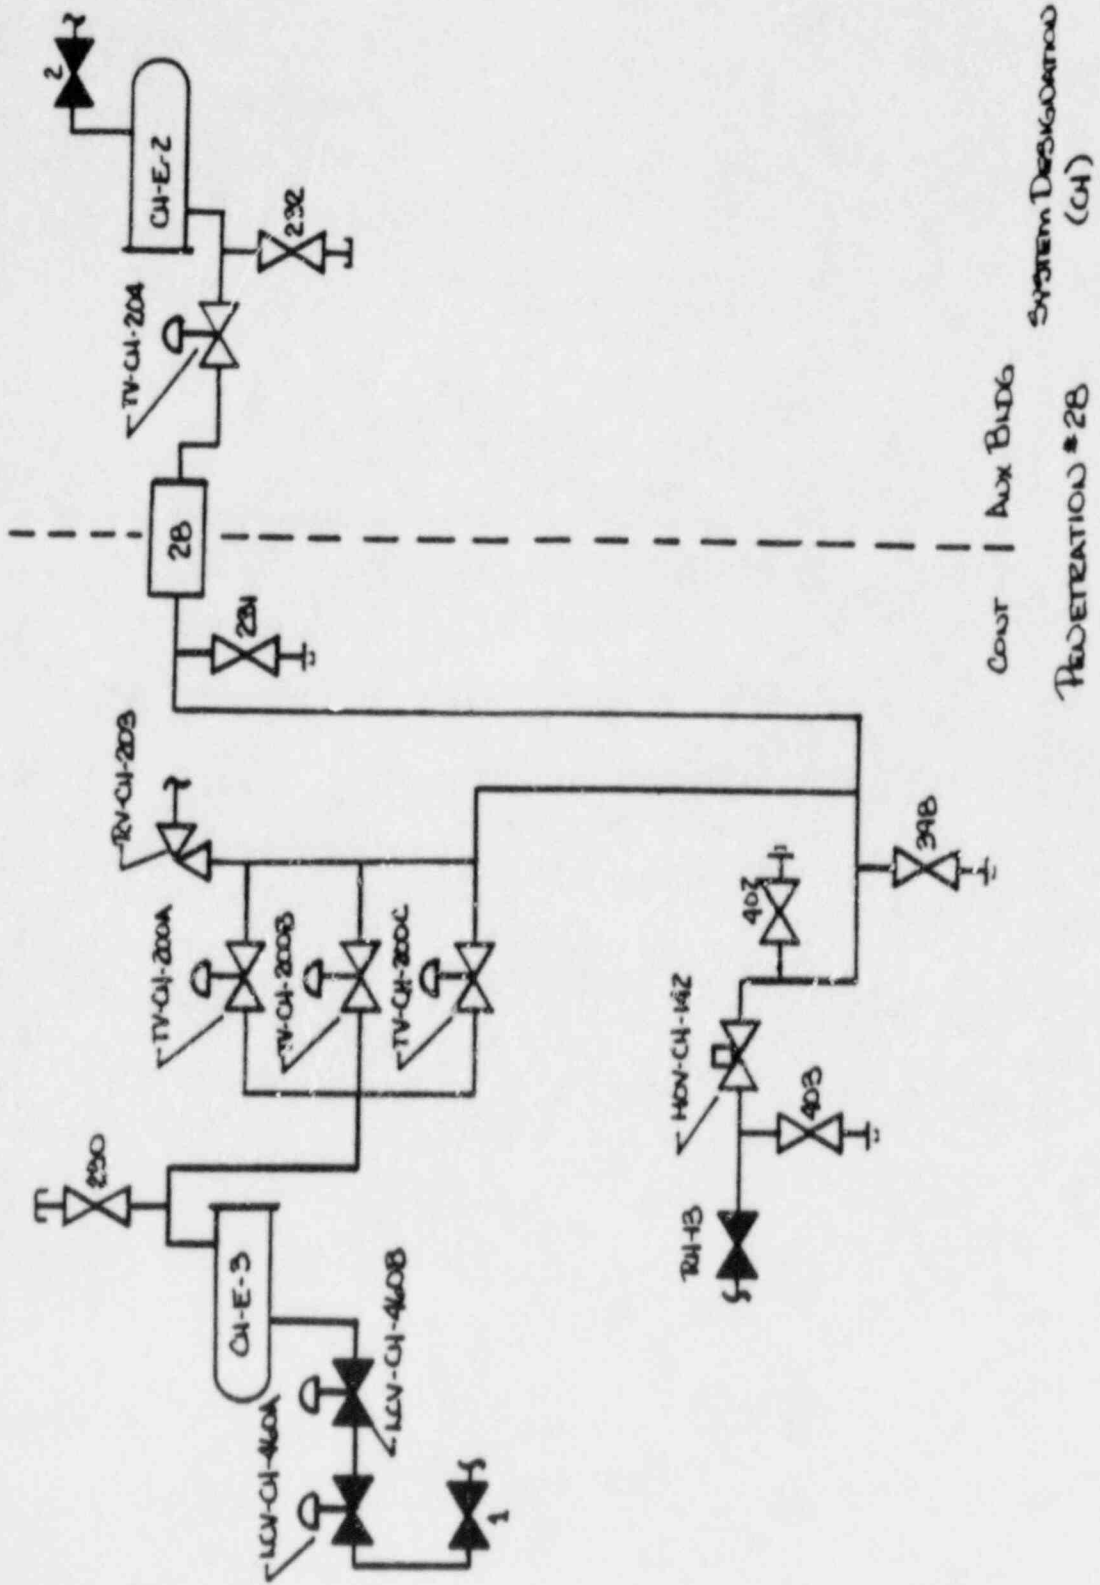 2
CH-E-2
232
TV-CH-204
28
231
RV-CH-203
TV-CH-200A
TV-CH-200B
TV-CH-200C
230
CH-E-3
LCV-CH-460A
LCV-CH-460B
1
402
398
HOV-CH-142
403
RH-13
CONT | AUX BLDG
SYSTEM DESIGNATION
(CH)
PENETRATION #28